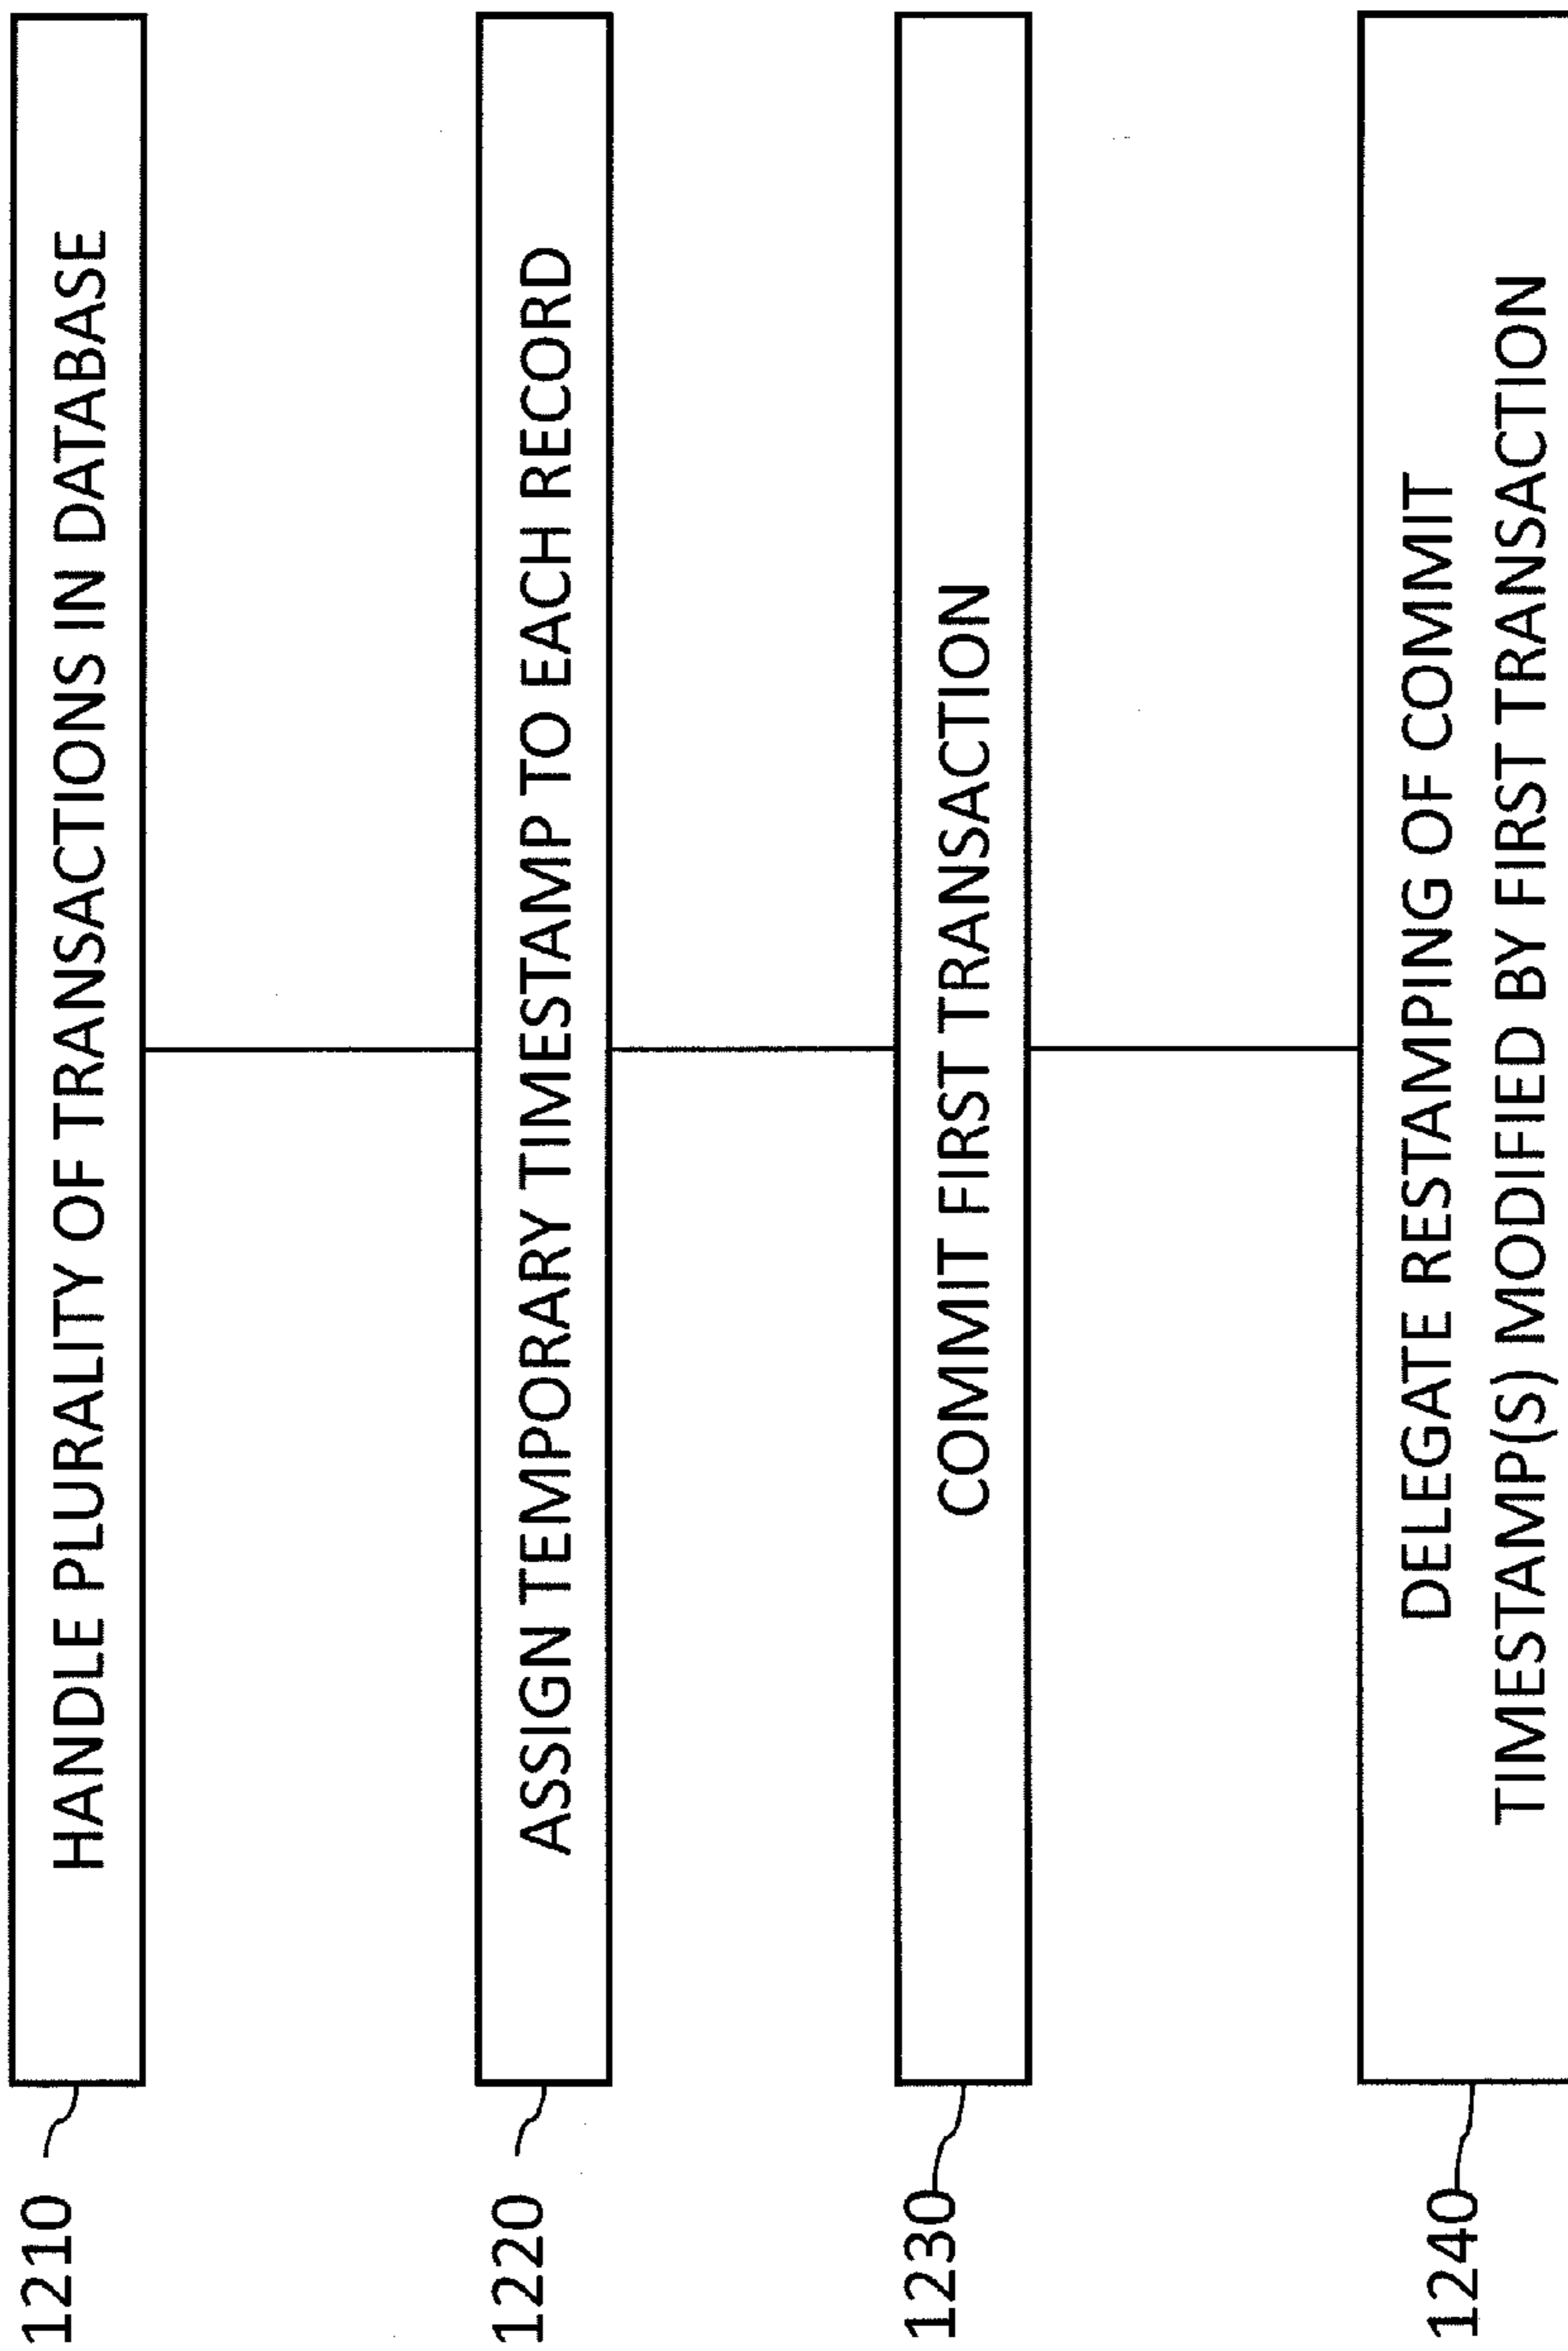 1210
HANDLE PLURALITY OF TRANSACTIONS IN DATABASE
1220
ASSIGN TEMPORARY TIMESTAMP TO EACH RECORD
1230
COMMIT FIRST TRANSACTION
1240
DELEGATE RESTAMPING OF COMMIT
TIMESTAMP(S) MODIFIED BY FIRST TRANSACTION